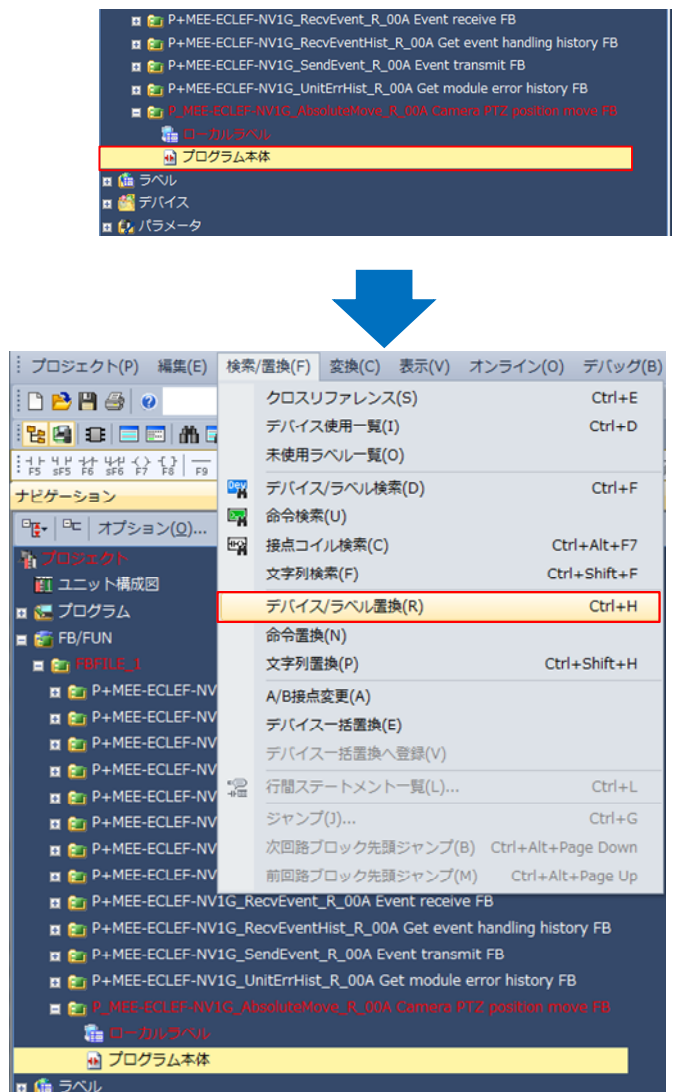 P+MEE-ECLEF-NV1G_RecvEvent_R_00A Event receive FB
P+MEE-ECLEF-NV1G_RecvEventHist_R_00A Get event handling history FB
P+MEE-ECLEF-NV1G_SendEvent_R_00A Event transmit FB
P+MEE-ECLEF-NV1G_UnitErrHist_R_00A Get module error history FB
P_MEE-ECLEF-NV1G_AbsoluteMove_R_00A Camera PTZ position move FB
ローカルラベル
プログラム本体
ラベル
デバイス
パラメータ
プロジェクト(P) 編集(E) 検索/置換(F) 変換(C) 表示(V) オンライン(O) デバッグ(B)
クロスリファレンス(S) Ctrl+E
デバイス使用一覧(I) Ctrl+D
未使用ラベル一覧(O)
F5 sF5 F6 sF6 F7 F8 F9
ナビゲーション
デバイス/ラベル検索(D) Ctrl+F
命令検索(U)
オプション(O)...
接点コイル検索(C) Ctrl+Alt+F7
プロジェクト
文字列検索(F) Ctrl+Shift+F
ユニット構成図
プログラム
デバイス/ラベル置換(R) Ctrl+H
FB/FUN
命令置換(N)
FBFILE_1
文字列置換(P) Ctrl+Shift+H
P+MEE-ECLEF-NV
A/B接点変更(A)
P+MEE-ECLEF-NV
デバイス一括置換(E)
P+MEE-ECLEF-NV
デバイス一括置換へ登録(V)
P+MEE-ECLEF-NV
行間ステートメント一覧(L)... Ctrl+L
P+MEE-ECLEF-NV
ジャンプ(J)... Ctrl+G
P+MEE-ECLEF-NV
次回路ブロック先頭ジャンプ(B) Ctrl+Alt+Page Down
P+MEE-ECLEF-NV
前回路ブロック先頭ジャンプ(M) Ctrl+Alt+Page Up
P+MEE-ECLEF-NV
P+MEE-ECLEF-NV1G_RecvEvent_R_00A Event receive FB
P+MEE-ECLEF-NV1G_RecvEventHist_R_00A Get event handling history FB
P+MEE-ECLEF-NV1G_SendEvent_R_00A Event transmit FB
P+MEE-ECLEF-NV1G_UnitErrHist_R_00A Get module error history FB
P_MEE-ECLEF-NV1G_AbsoluteMove_R_00A Camera PTZ position move FB
ローカルラベル
プログラム本体
ラベル